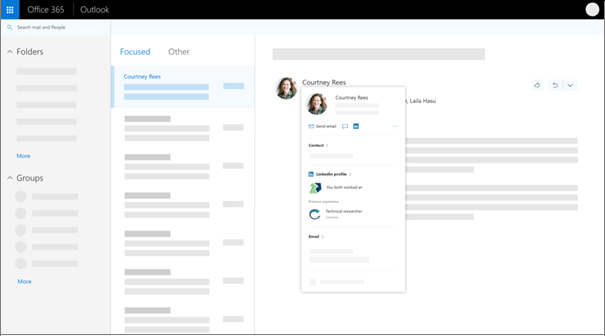 Office 365 Outlook
Search mail and People
Folders
More
Groups
More
Focused Other
Courtney Rees
Courtney Rees
, Laila Hasu
Courtney Rees
Send email
Contact
LinkedIn profile
You both worked at
Previous experience
Technical researcher
Contoso
Email